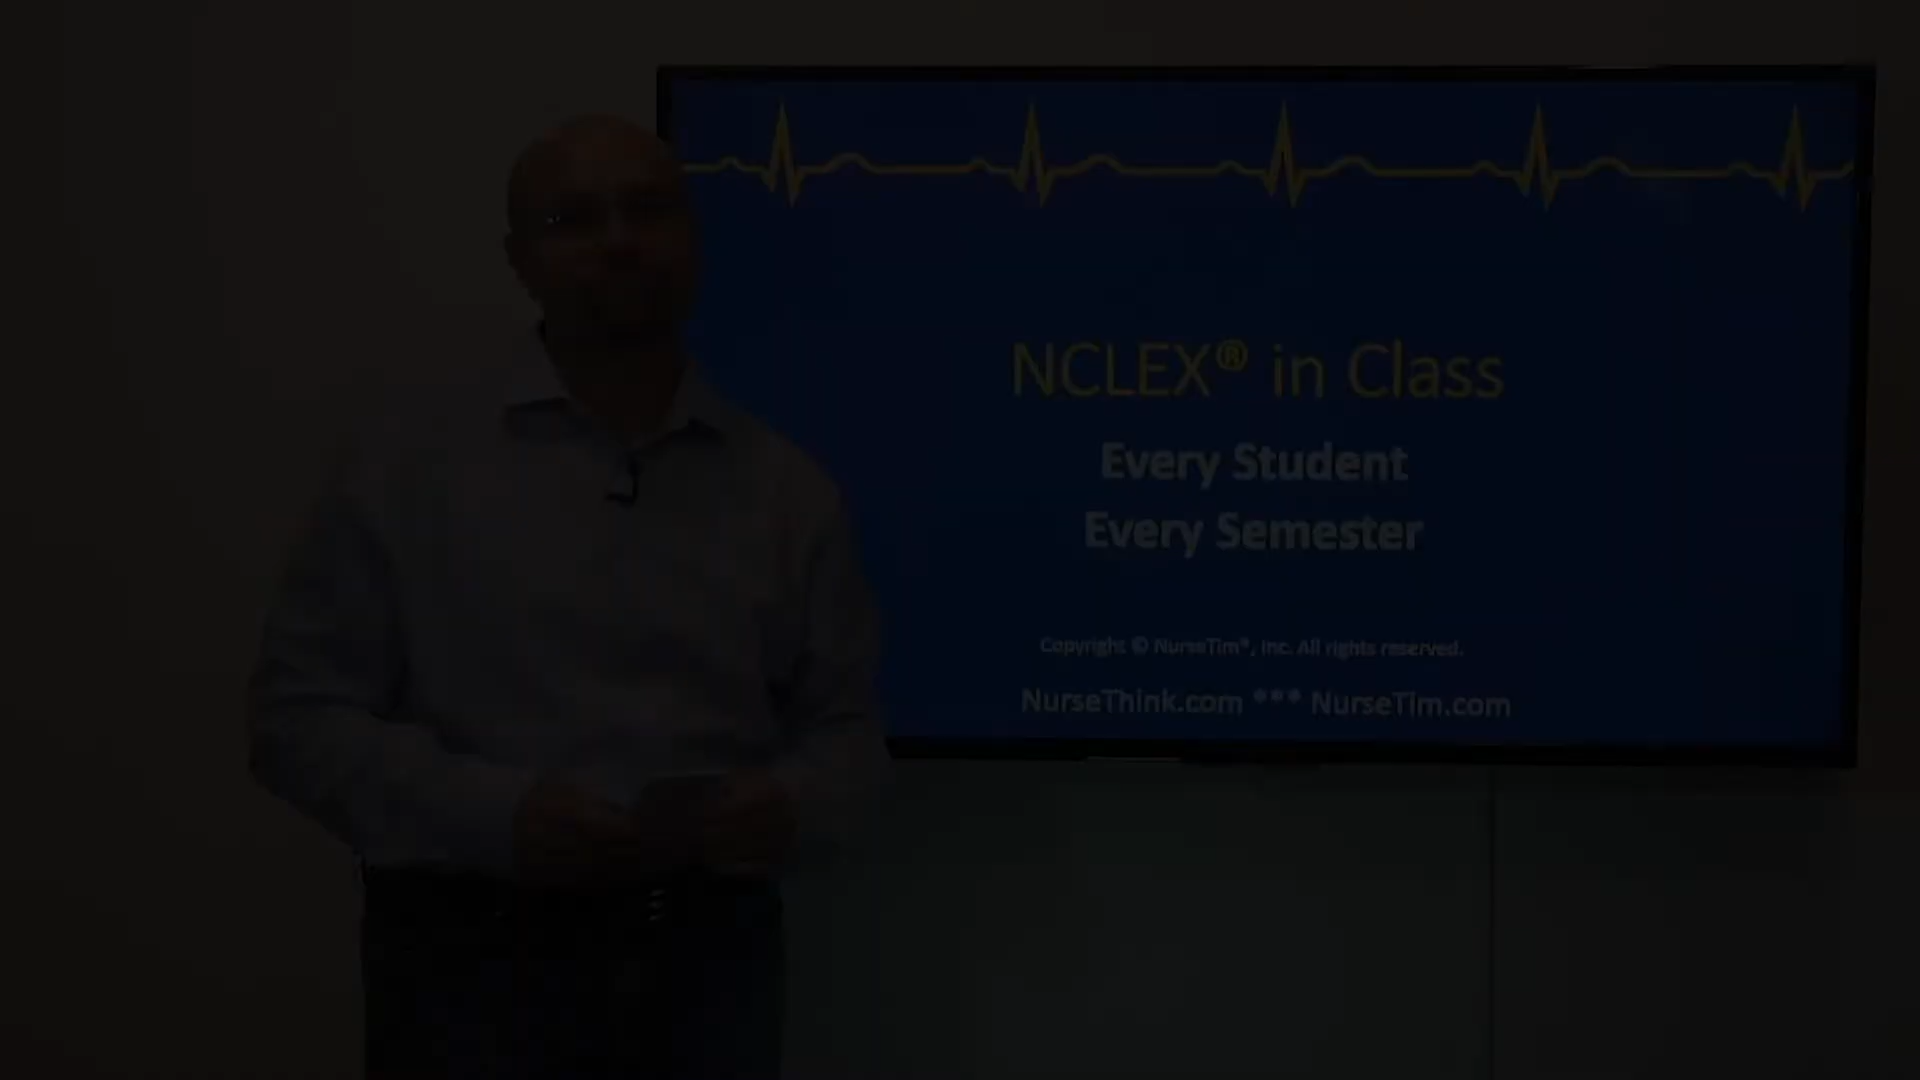 NCLEX® in Class
Every Student
Every Semester
Copyright © NurseTim®, Inc. All rights reserved.
NurseThink.com *** NurseTim.com